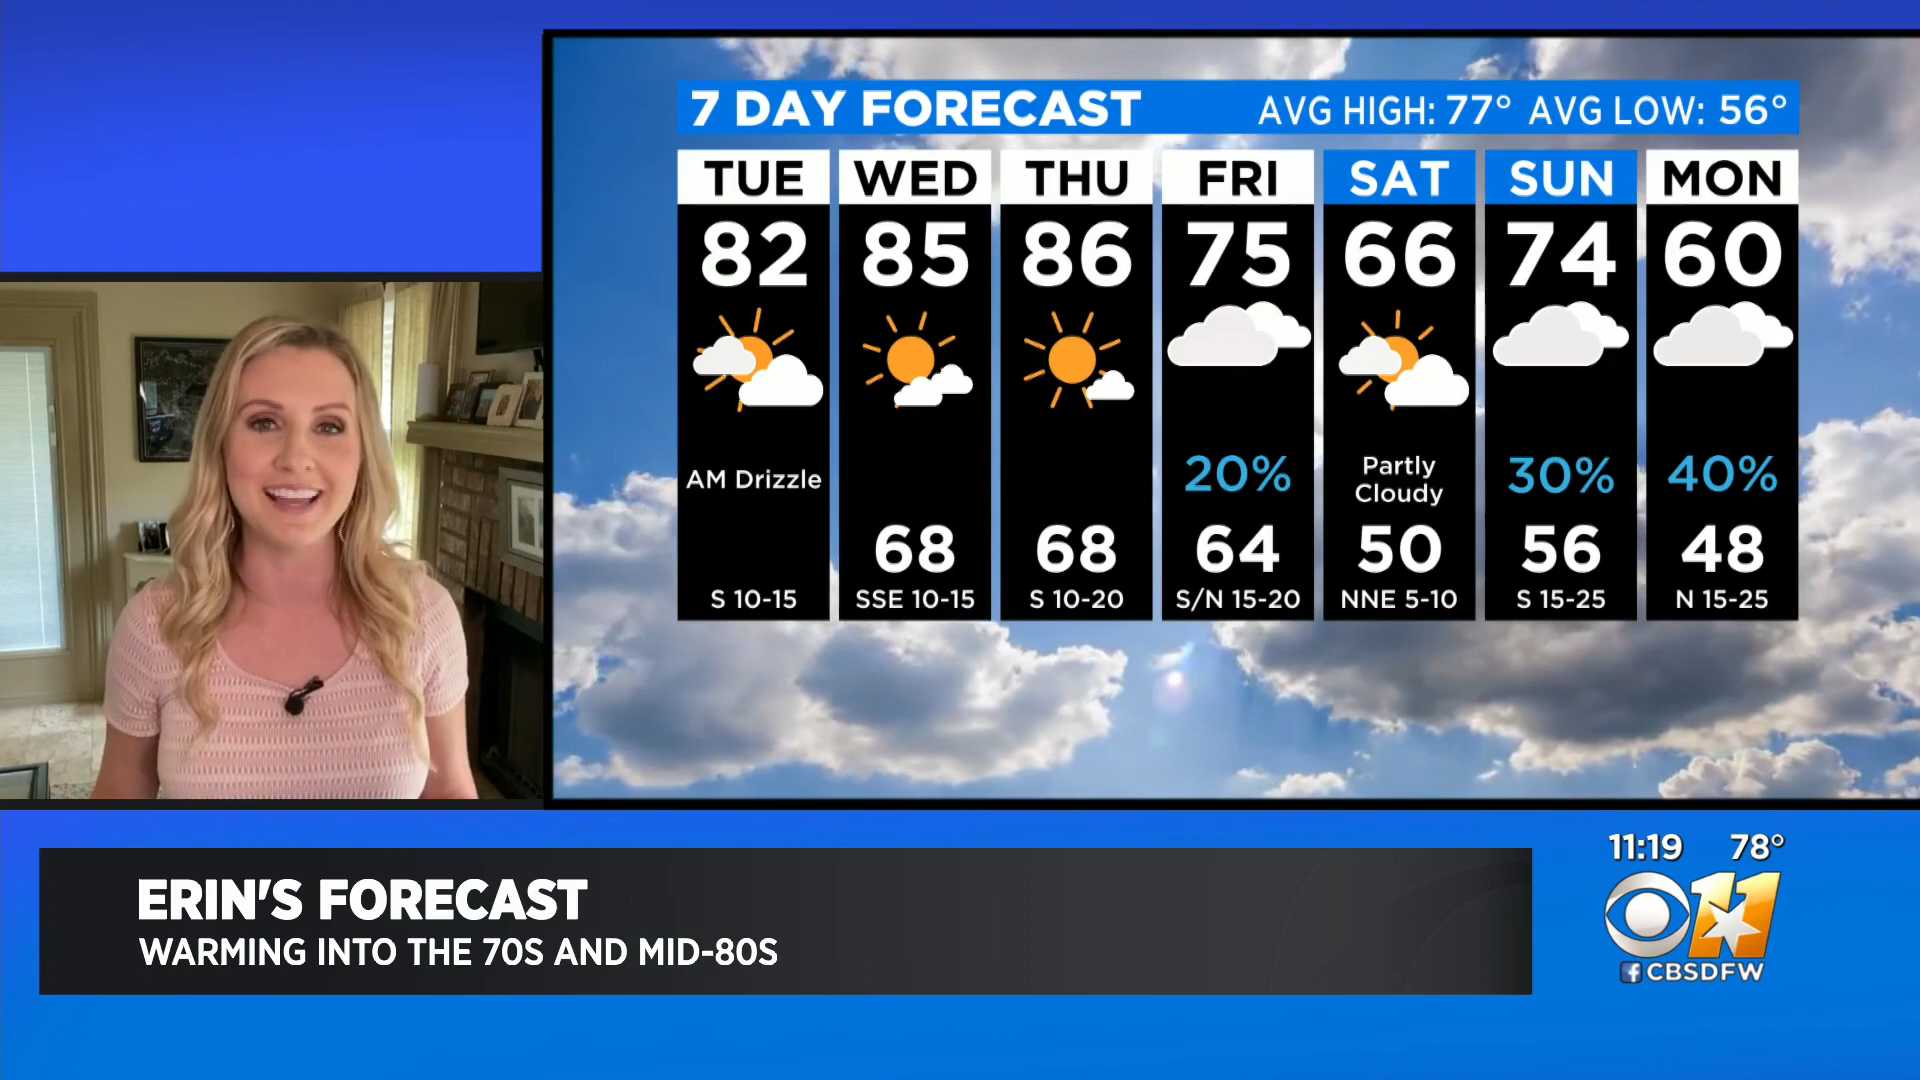 7 DAY FORECAST AVG HIGH: 77° AVG LOW: 56°
TUE WED THU FRI SAT SUN MON
82 85 86 75 66 74 60
AM Drizzle 20% Partly Cloudy 30% 40%
68 68 64 50 56 48
S 10-15 SSE 10-15 S 10-20 S/N 15-20 NNE 5-10 S 15-25 N 15-25
ERIN'S FORECAST
WARMING INTO THE 70S AND MID-80S
11:19 78°
11
f CBSDFW